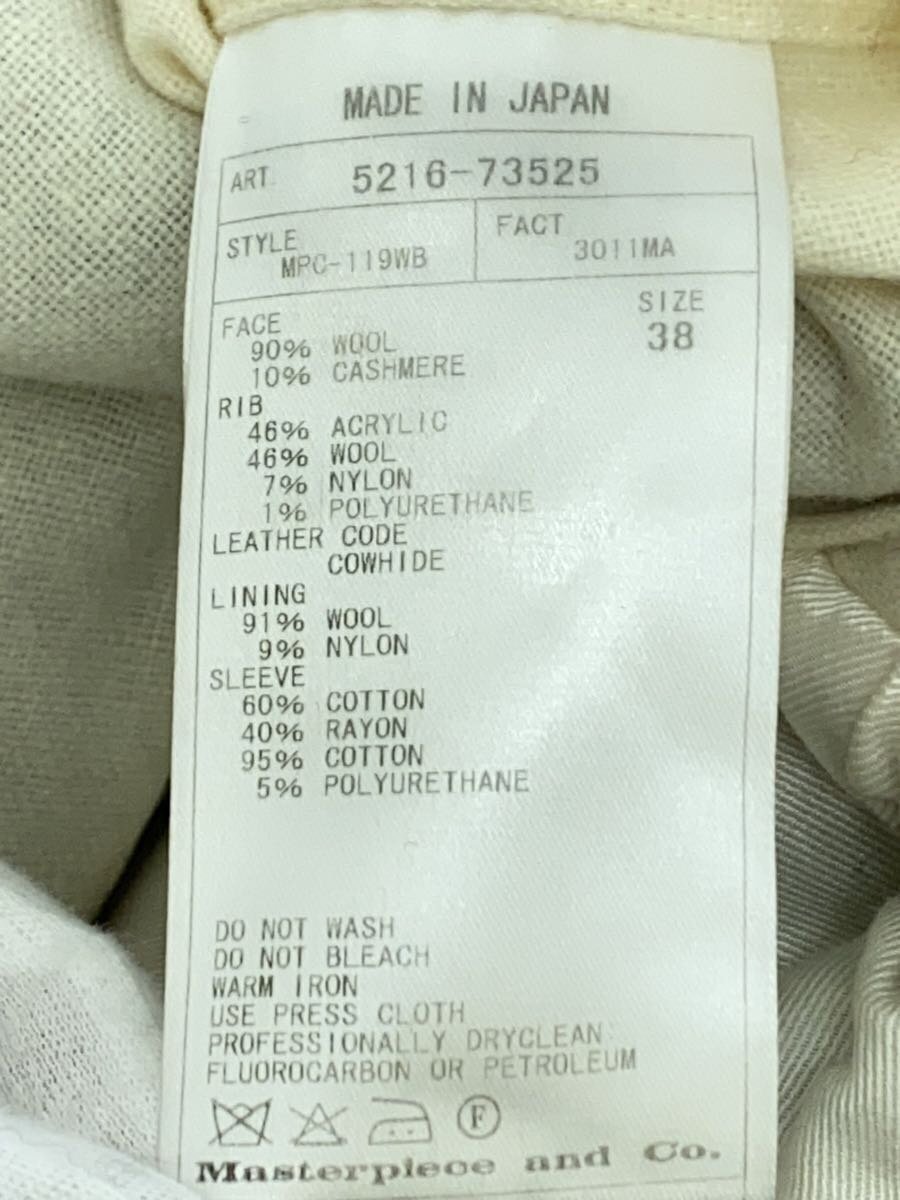 MADE IN JAPAN
ART. 5216-73525
STYLE
MPC-119WB
FACT
3011MA
SIZE
38
FACE
90% WOOL
10% CASHMERE
RIB
46% ACRYLIC
46% WOOL
7% NYLON
1% POLYURETHANE
LEATHER CODE
COWHIDE
LINING
91% WOOL
9% NYLON
SLEEVE
60% COTTON
40% RAYON
95% COTTON
5% POLYURETHANE
DO NOT WASH
DO NOT BLEACH
WARM IRON
USE PRESS CLOTH
PROFESSIONALLY DRYCLEAN
FLUOROCARBON OR PETROLEUM
F
Masterpiece and Co.